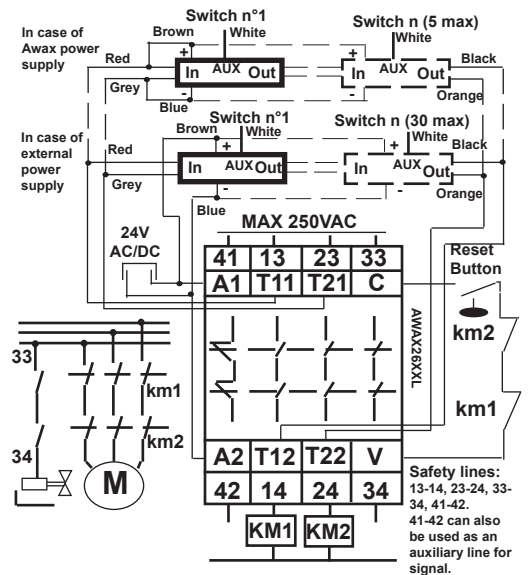 Switch n°1
Switch n (5 max)
In case of
Awax power
supply
Brown
White
White
Red
+
+
Black
In AUX Out
In AUX Out
Grey
-
-
Blue
Orange
Switch n°1
Switch n (30 max)
In case of
external
power
supply
Brown
White
White
Red
+
+
Black
In AUX Out
In AUX Out
Grey
-
-
Orange
Blue
MAX 250VAC
24V
AC/DC
41 13 23 33
A1 T11 T21 C
Reset
Button
AWAX26XXL
km2
33
km1
km1
km2
34
M
A2 T12 T22 V
42 14 24 34
KM1 KM2
Safety lines:
13-14, 23-24, 33-
34, 41-42.
41-42 can also
be used as an
auxiliary line for
signal.